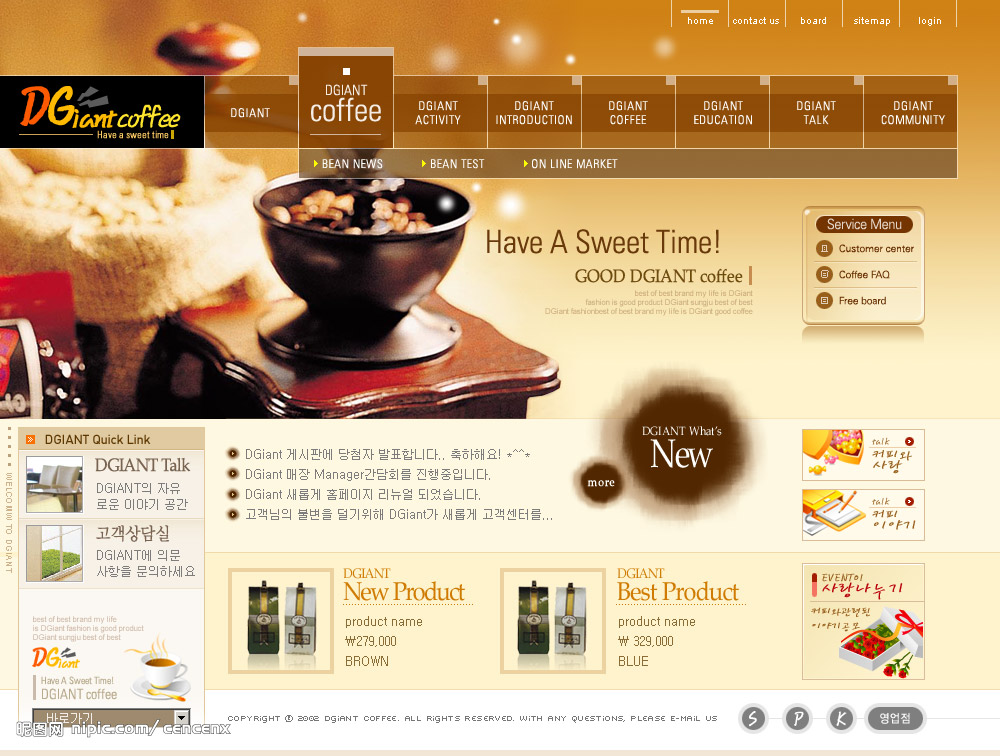 home
contact us
board
sitemap
login
DGiant coffee
Have a sweet time!
DGIANT
DGIANT
coffee
DGIANT
ACTIVITY
DGIANT
INTRODUCTION
DGIANT
COFFEE
DGIANT
EDUCATION
DGIANT
TALK
DGIANT
COMMUNITY
BEAN NEWS
BEAN TEST
ON LINE MARKET
Have A Sweet Time!
GOOD DGIANT coffee
best of best brand my life is DGiant
fashion is good product DGiant sungju best of best
DGiant fashionbest of best brand my life is DGiant good coffee
Service Menu
Customer center
Coffee FAQ
Free board
WELCOM(!) TO DGIANT
DGIANT Quick Link
DGIANT Talk
DGIANT의 자유
로운 이야기 공간
고객상담실
DGIANT에 의문
사항을 문의하세요
best of best brand my life
is DGiant fashion is good product
DGiant sungju best of best
DGiant
Have A Sweet Time!
DGIANT coffee
바로가기
DGiant 게시판에 당첨자 발표합니다.. 축하해요! *^^*
DGiant 매장 Manager간담회를 진행중입니다.
DGiant 새롭게 홈페이지 리뉴얼 되었습니다.
고객님의 불변을 덜기위해 DGiant가 새롭게 고객센터를...
DGIANT What's
New
more
talk
커피와
사랑
talk
커피
이야기
DGIANT
New Product
product name
₩279,000
BROWN
DGIANT
Best Product
product name
₩ 329,000
BLUE
EVENT이
사랑나누기
커피와관련된
이야기공모
COPYRIGHT ⓒ 2002 DGIANT COFFEE. ALL RIGHTS RESERVED. WITH ANY QUESTIONS, PLEASE E-MAIL US
S
P
K
영업점
昵图网 nipic.com/cencenx